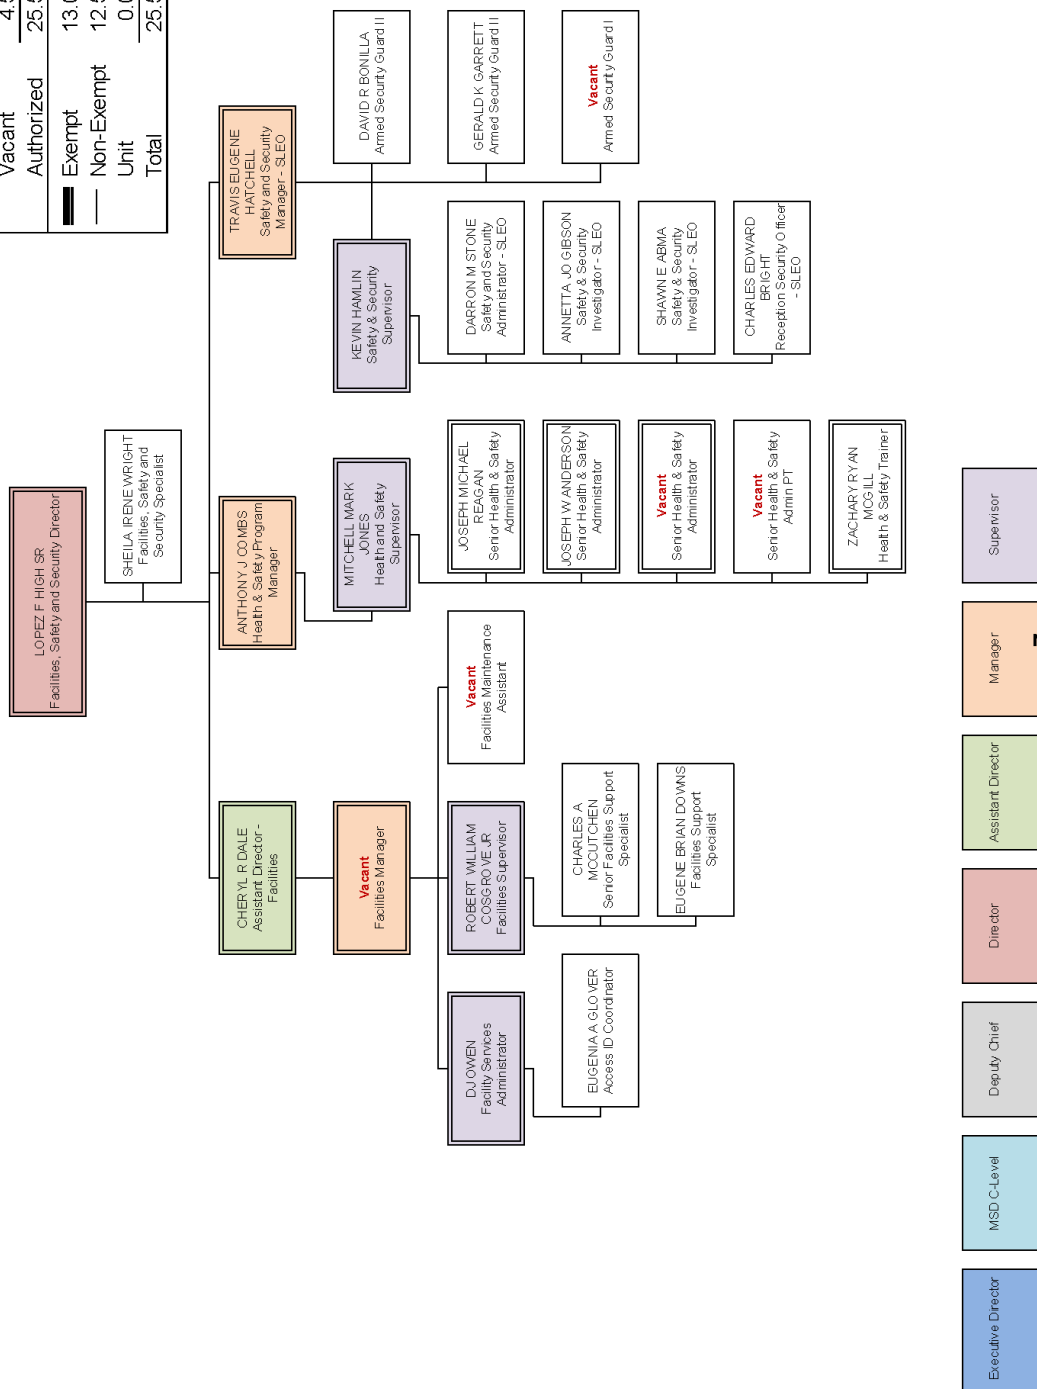 Vacant 4.5
Authorized 25.5
Exempt 13.0
Non-Exempt 12.5
Unit 0.0
Total 25.5
LOPEZ F HIGH SR
Facilities, Safety and Security Director
SHEILA IRENE WRIGHT
Facilities, Safety and
Security Specialist
CHERYL R DALE
Assistant Director -
Facilities
ANTHONY J COMBS
Health & Safety Program
Manager
TRAVIS EUGENE
HATCHELL
Safety and Security
Manager - SLEO
Vacant
Facilities Manager
MITCHELL MARK
JONES
Health and Safety
Supervisor
KEVIN HAMLIN
Safety & Security
Supervisor
DAVID R BONILLA
Armed Security Guard II
DJ OWEN
Facility Services
Administrator
ROBERT WILLIAM
COSGROVE JR
Facilities Supervisor
Vacant
Facilities Maintenance
Assistant
JOSEPH MICHAEL
REAGAN
Senior Health & Safety
Administrator
DARRON M STONE
Safety and Security
Administrator - SLEO
GERALD K GARRETT
Armed Security Guard II
EUGENIA A GLOVER
Access ID Coordinator
CHARLES A
MCCUTCHEN
Senior Facilities Support
Specialist
JOSEPH W ANDERSON
Senior Health & Safety
Administrator
ANNETTA JO GIBSON
Safety & Security
Investigator - SLEO
Vacant
Armed Security Guard I
EUGENE BRIAN DOWNS
Facilities Support
Specialist
Vacant
Senior Health & Safety
Administrator
SHAWN E ABMA
Safety & Security
Investigator - SLEO
Vacant
Senior Health & Safety
Admin PT
CHARLES EDWARD
BRIGHT
Reception Security Officer
- SLEO
ZACHARY RYAN
MCGILL
Health & Safety Trainer
Executive Director
MSD C-Level
Deputy Chief
Director
Assistant Director
Manager
Supervisor